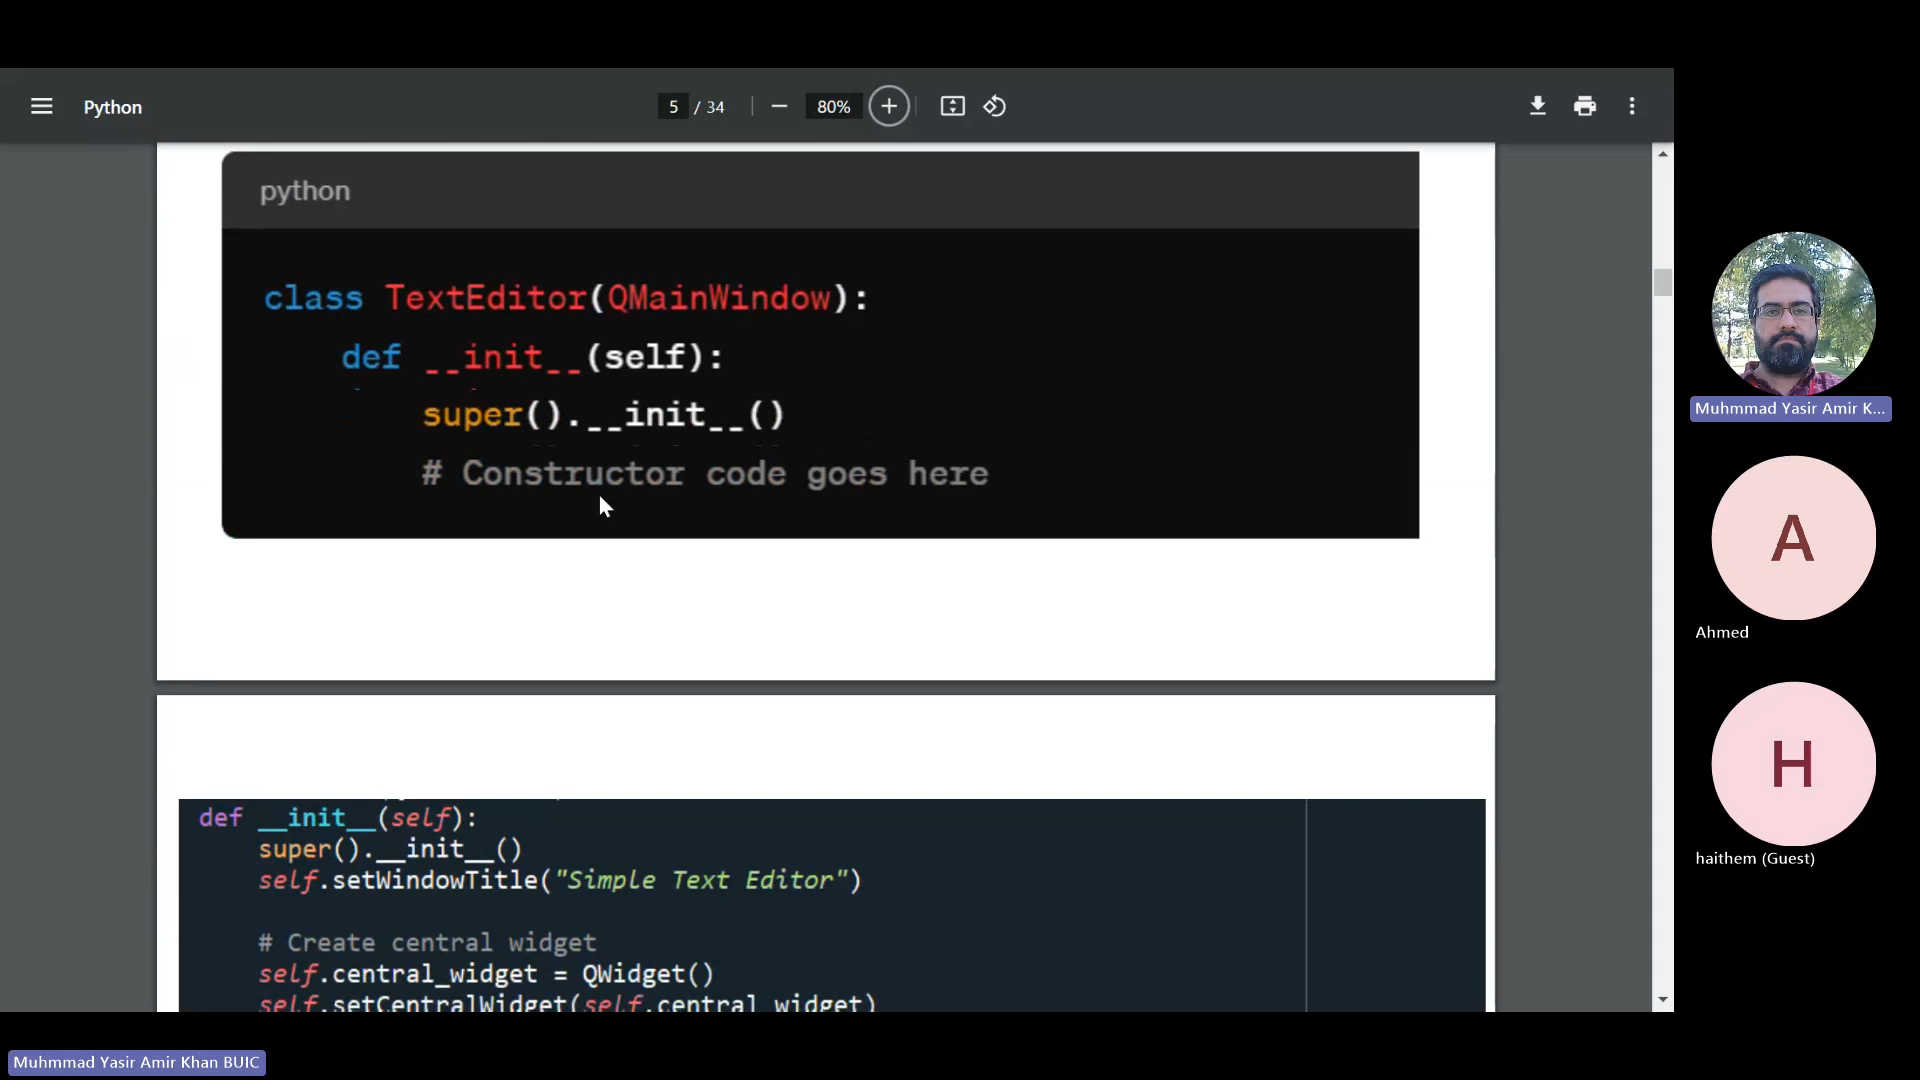 Python
5 / 34
80%
python
class TextEditor(QMainWindow):
def __init__(self):
super().__init__()
# Constructor code goes here
def __init__(self):
super().__init__()
self.setWindowTitle("Simple Text Editor")
# Create central widget
self.central_widget = QWidget()
self.setCentralWidget(self.central_widget)
Muhmmad Yasir Amir K...
A
Ahmed
H
haithem (Guest)
Muhmmad Yasir Amir Khan BUIC